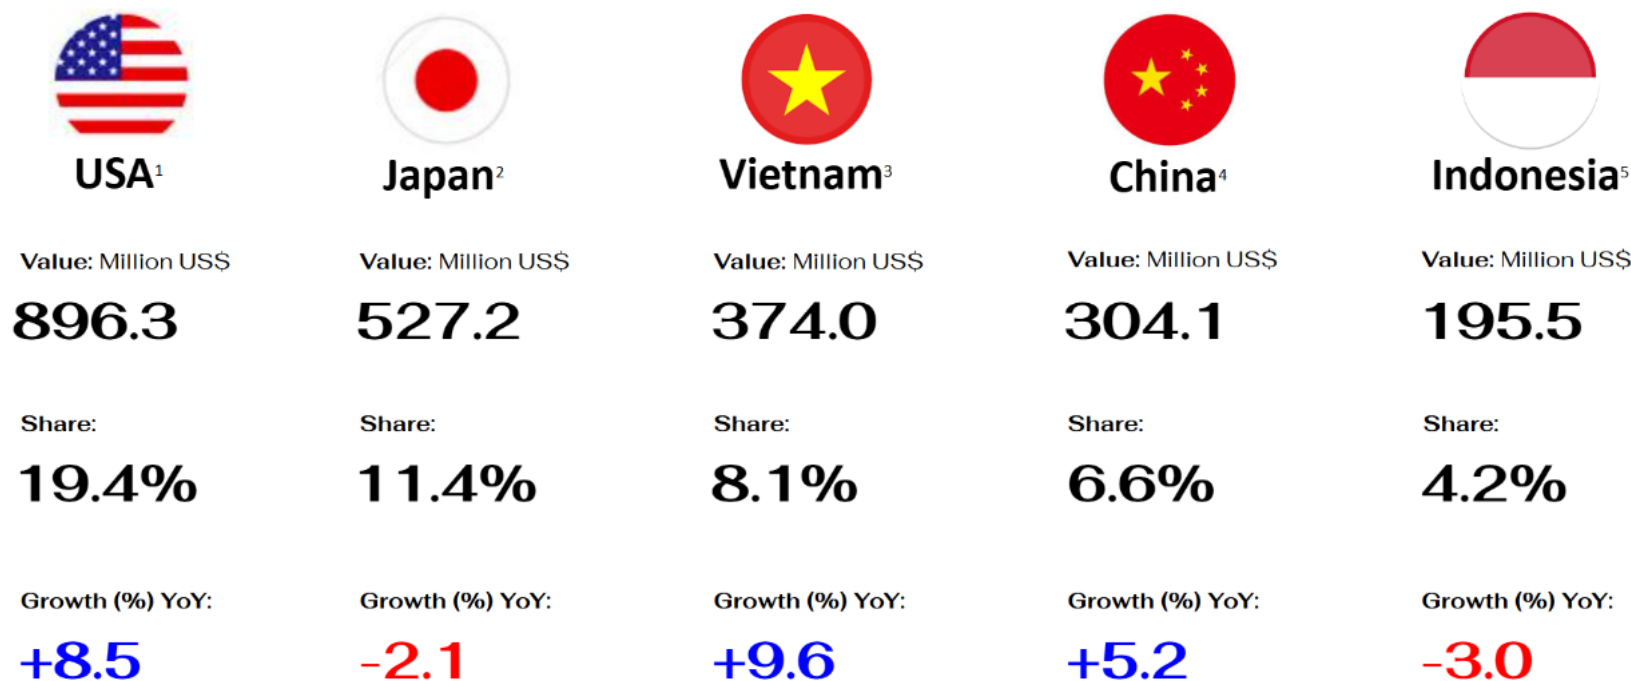 USA1
Value: Million US$
896.3
Share:
19.4%
Growth (%) YoY:
+8.5
Japan2
Value: Million US$
527.2
Share:
11.4%
Growth (%) YoY:
-2.1
Vietnam3
Value: Million US$
374.0
Share:
8.1%
Growth (%) YoY:
+9.6
China4
Value: Million US$
304.1
Share:
6.6%
Growth (%) YoY:
+5.2
Indonesia5
Value: Million US$
195.5
Share:
4.2%
Growth (%) YoY:
-3.0